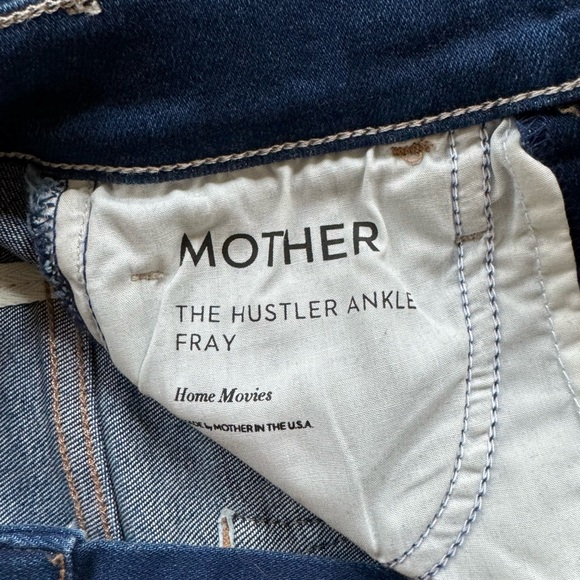 MOTHER
THE HUSTLER ANKLE
FRAY
Home Movies
by MOTHER IN THE U.S.A.